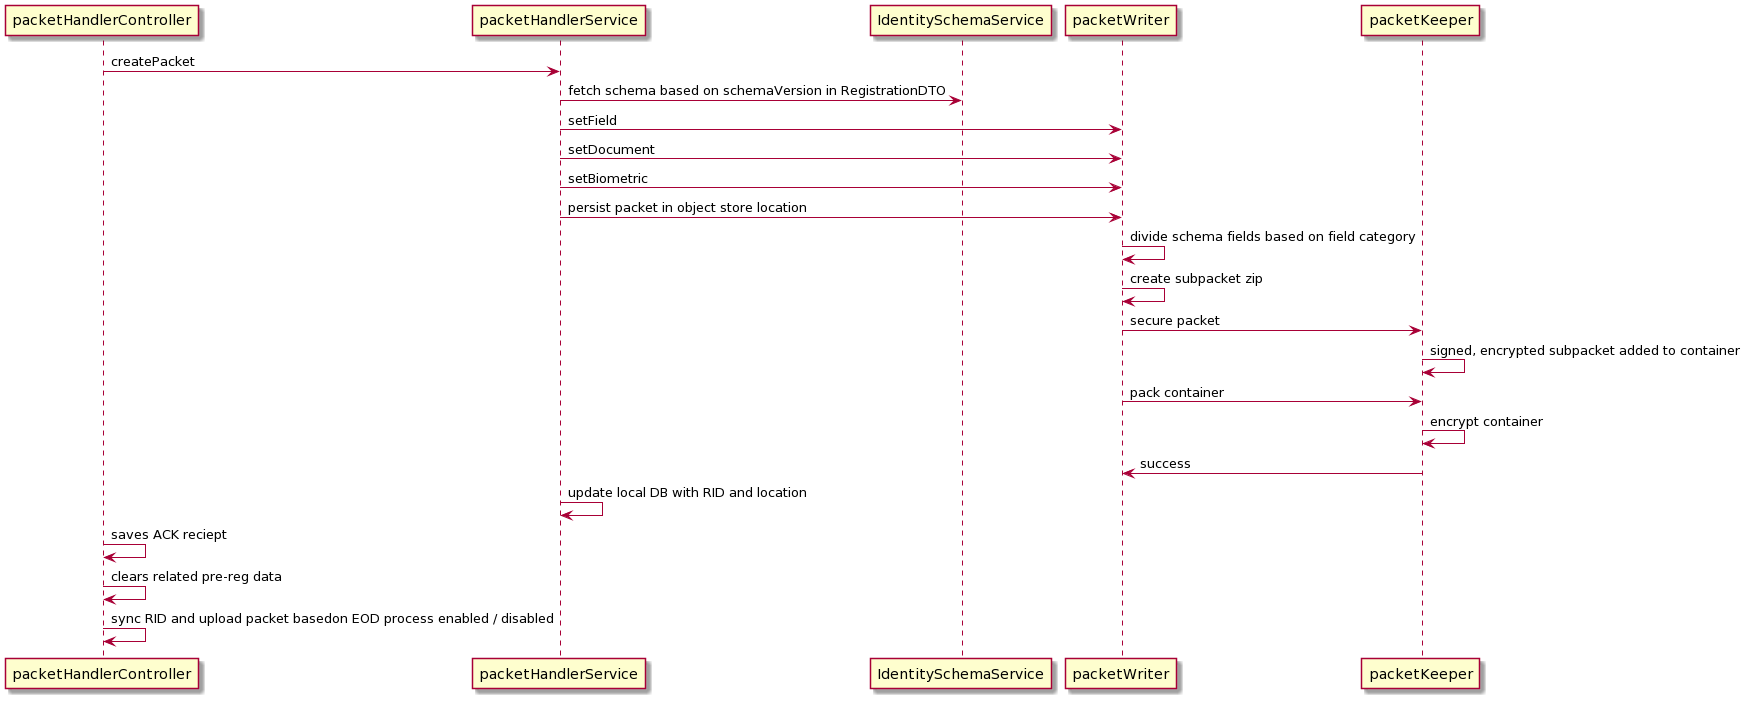 packetHandlerController
packetHandlerService
IdentitySchemaService
packetWriter
packetKeeper
createPacket
fetch schema based on schemaVersion in RegistrationDTO
setField
setDocument
setBiometric
persist packet in object store location
divide schema fields based on field category
create subpacket zip
secure packet
signed, encrypted subpacket added to container
pack container
encrypt container
success
update local DB with RID and location
saves ACK reciept
clears related pre-reg data
sync RID and upload packet basedon EOD process enabled / disabled
packetHandlerController
packetHandlerService
IdentitySchemaService
packetWriter
packetKeeper